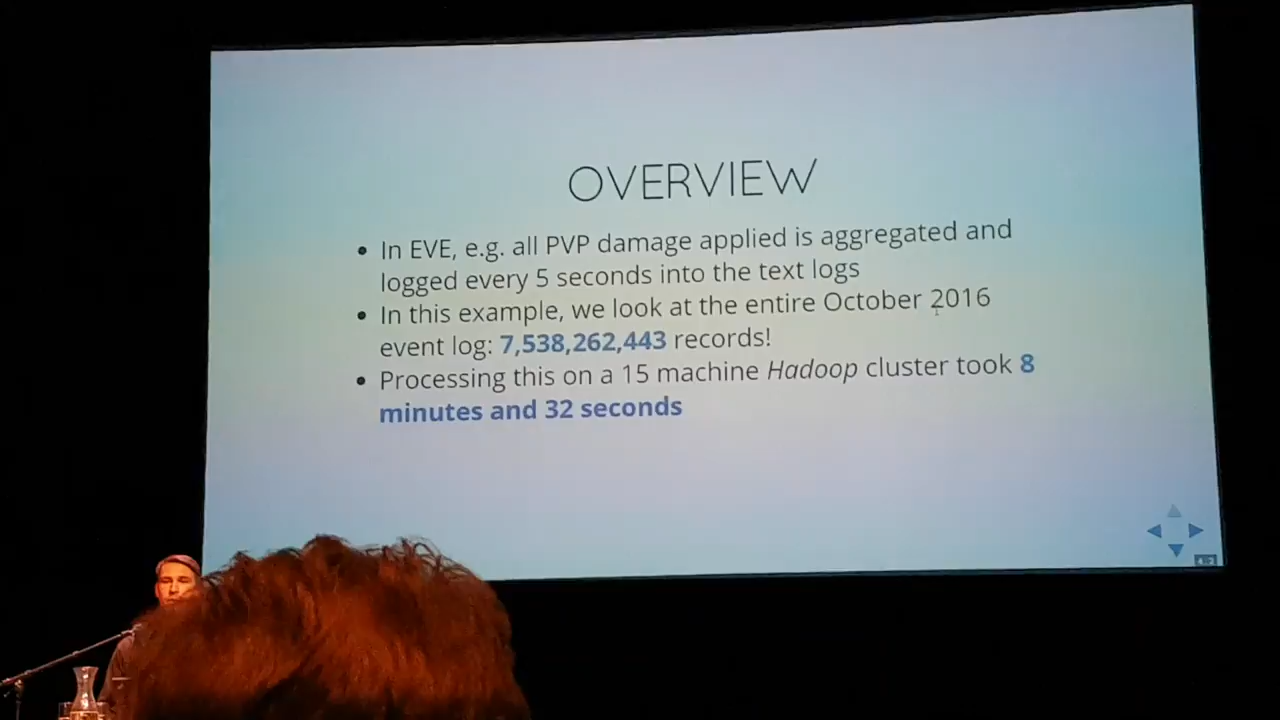 OVERVIEW
• In EVE, e.g. all PVP damage applied is aggregated and
logged every 5 seconds into the text logs
• In this example, we look at the entire October 2016
event log: 7,538,262,443 records!
• Processing this on a 15 machine Hadoop cluster took 8
minutes and 32 seconds